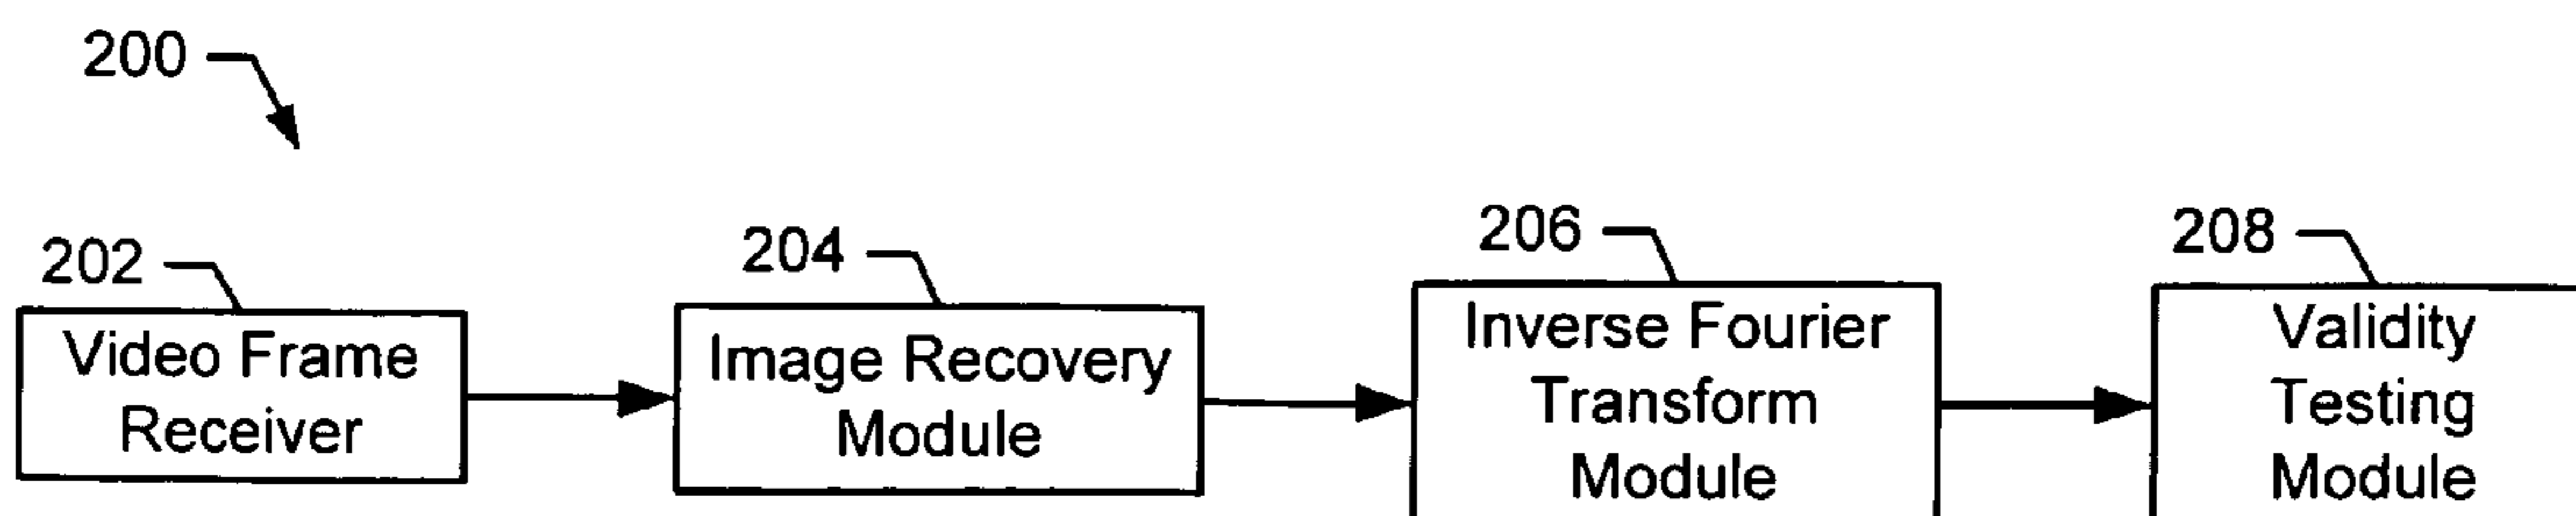 200
202
204
206
208
Video Frame
Receiver
Image Recovery
Module
Inverse Fourier
Transform
Module
Validity
Testing
Module